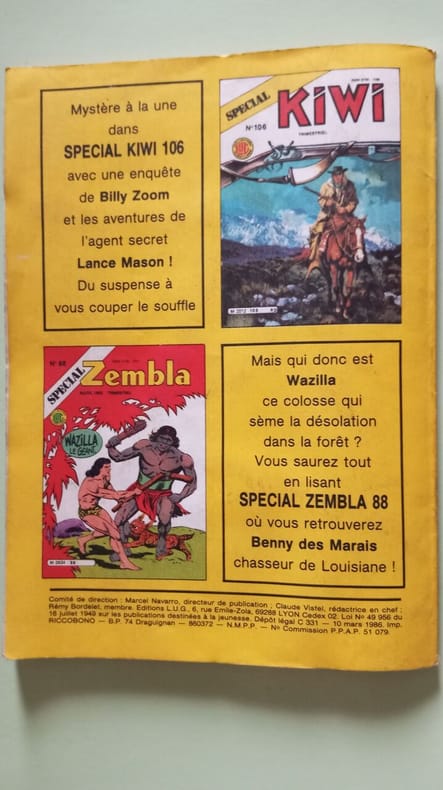 Mystère à la une
dans
SPECIAL KIWI 106
avec une enquête
de Billy Zoom
et les aventures de
l'agent secret
Lance Mason !
Du suspense à
vous couper le souffle
SPECIAL
KiWi
N° 106
TRIMESTRIEL
N° 88
SPECIAL
Zembla
WAZILLA
LE GÉANT
Mais qui donc est
Wazilla
ce colosse qui
sème la désolation
dans la forêt ?
Vous saurez tout
en lisant
SPECIAL ZEMBLA 88
où vous retrouverez
Benny des Marais
chasseur de Louisiane !
Comité de direction : Marcel Navarro, directeur de publication ; Claude Vistel, rédactrice en chef ;
Rémy Bordelet, membre. Editions L.U.G., 6, rue Emile-Zola, 69288 LYON Cedex 02. Loi No 49 956 du
16 juillet 1949 sur les publications destinées à la jeunesse. Dépôt légal C 331 — 10 mars 1986. Imp.
RICCOBONO — B.P. 74 Draguignan — 860372 — N.M.P.P. — No Commission P.P.A.P. 51 079.